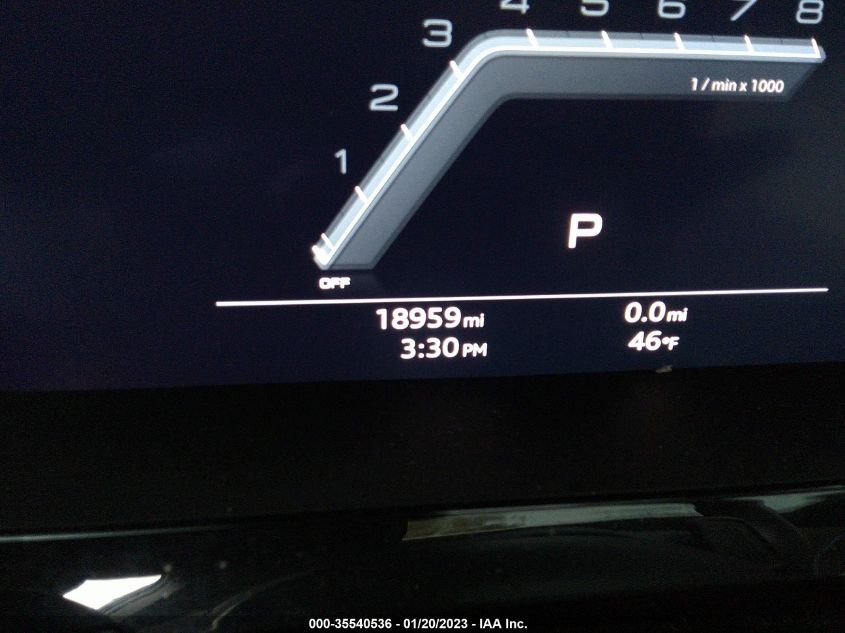 4 5 6 7 8
3
1 / min x 1000
2
1
P
OFF
18959 mi 0.0 mi
3:30 PM 46°F
000-35540536 - 01/20/2023 - IAA Inc.